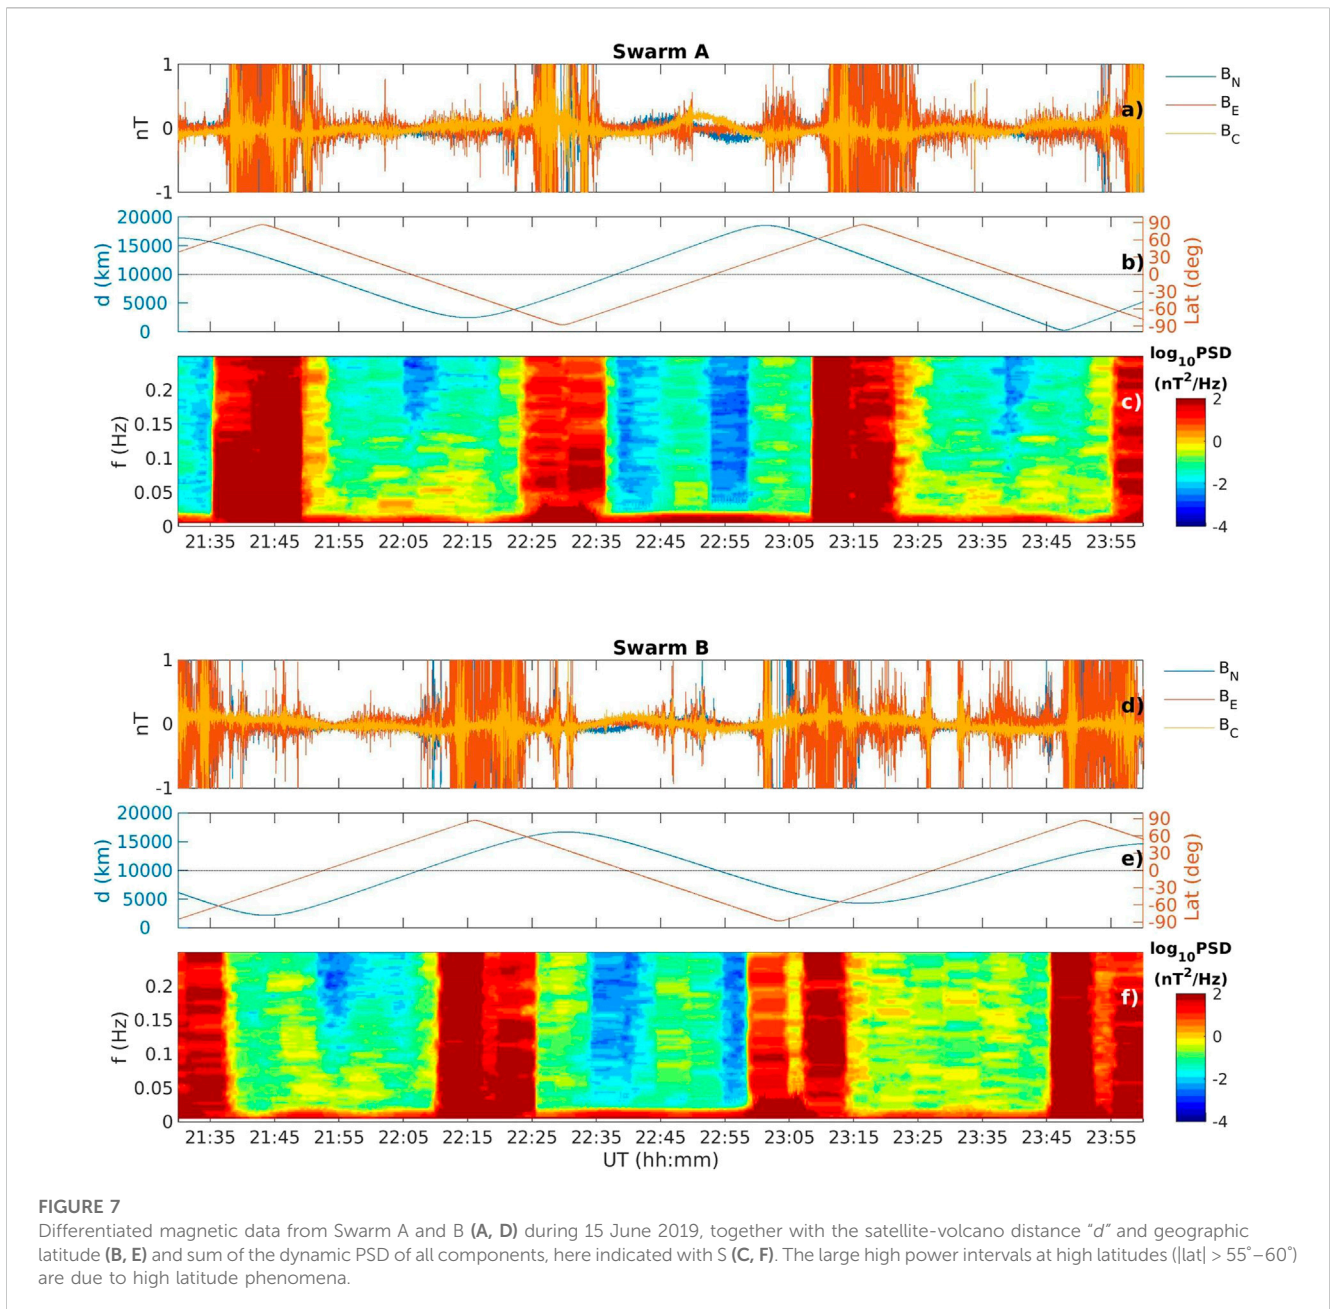 Swarm A
1
0
-1
nT
a)
B_N
B_E
B_C
20000
15000
10000
5000
0
d (km)
b)
90
60
30
0
-30
-60
-90
Lat (deg)
0.2
0.15
0.1
0.05
0
f (Hz)
c)
log10PSD
(nT²/Hz)
2
0
-2
-4
21:35 21:45 21:55 22:05 22:15 22:25 22:35 22:45 22:55 23:05 23:15 23:25 23:35 23:45 23:55
Swarm B
1
0
-1
nT
d)
B_N
B_E
B_C
20000
15000
10000
5000
0
d (km)
e)
90
60
30
0
-30
-60
-90
Lat (deg)
0.2
0.15
0.1
0.05
0
f (Hz)
f)
log10PSD
(nT²/Hz)
2
0
-2
-4
21:35 21:45 21:55 22:05 22:15 22:25 22:35 22:45 22:55 23:05 23:15 23:25 23:35 23:45 23:55
UT (hh:mm)
FIGURE 7
Differentiated magnetic data from Swarm A and B (A, D) during 15 June 2019, together with the satellite-volcano distance “d” and geographic
latitude (B, E) and sum of the dynamic PSD of all components, here indicated with S (C, F). The large high power intervals at high latitudes (|lat| > 55°–60°)
are due to high latitude phenomena.